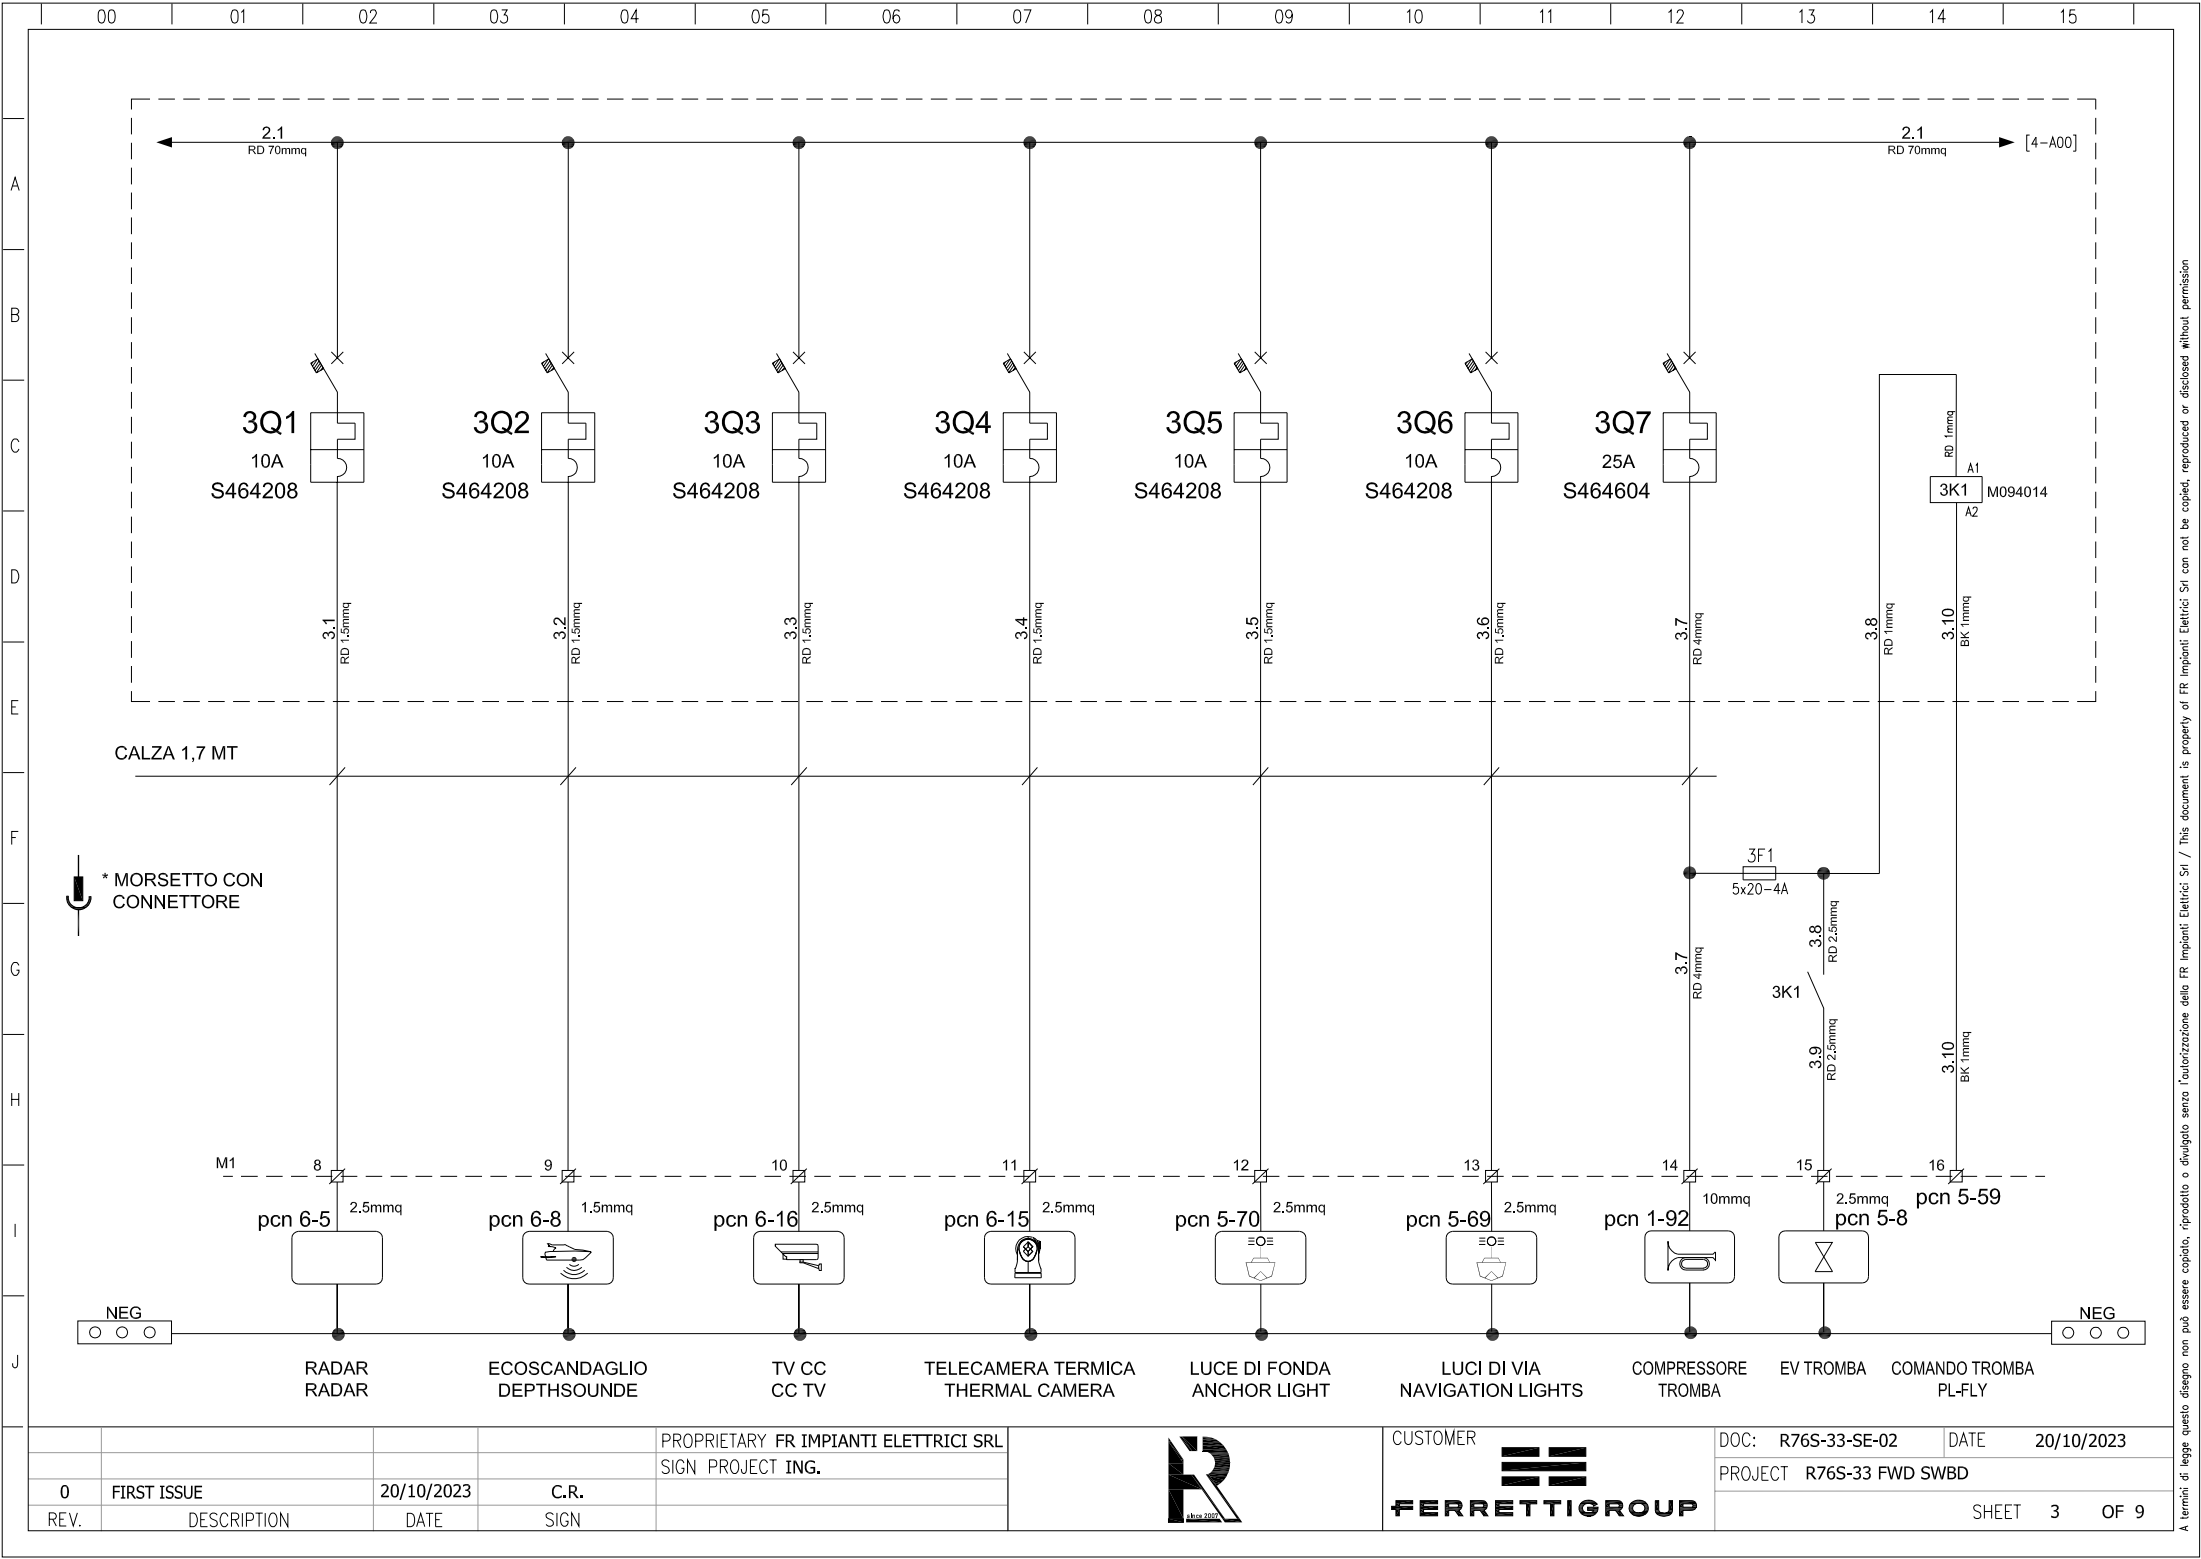 00 01 02 03 04 05 06 07 08 09 10 11 12 13 14 15
A
B
C
D
E
F
G
H
I
J
2.1
RD 70mmq
2.1
RD 70mmq
[4-A00]
3Q1
10A
S464208
3Q2
10A
S464208
3Q3
10A
S464208
3Q4
10A
S464208
3Q5
10A
S464208
3Q6
10A
S464208
3Q7
25A
S464604
RD 1mmq
A1
3K1
M094014
A2
3.1
RD 1.5mmq
3.2
RD 1.5mmq
3.3
RD 1.5mmq
3.4
RD 1.5mmq
3.5
RD 1.5mmq
3.6
RD 1.5mmq
3.7
RD 4mmq
3.8
RD 1mmq
3.10
BK 1mmq
CALZA 1,7 MT
* MORSETTO CON
CONNETTORE
3F1
5x20-4A
3.7
RD 4mmq
3.8
RD 2.5mmq
3K1
3.9
RD 2.5mmq
3.10
BK 1mmq
M1
8
9
10
11
12
13
14
15
16
pcn 6-5
2.5mmq
pcn 6-8
1.5mmq
pcn 6-16
2.5mmq
pcn 6-15
2.5mmq
pcn 5-70
2.5mmq
pcn 5-69
2.5mmq
pcn 1-92
10mmq
2.5mmq
pcn 5-8
pcn 5-59
NEG
NEG
RADAR
RADAR
ECOSCANDAGLIO
DEPTHSOUNDE
TV CC
CC TV
TELECAMERA TERMICA
THERMAL CAMERA
LUCE DI FONDA
ANCHOR LIGHT
LUCI DI VIA
NAVIGATION LIGHTS
COMPRESSORE
TROMBA
EV TROMBA
COMANDO TROMBA
PL-FLY
0 FIRST ISSUE 20/10/2023 C.R.
REV. DESCRIPTION DATE SIGN
PROPRIETARY FR IMPIANTI ELETTRICI SRL
SIGN PROJECT ING.
since 2007
CUSTOMER
FERRETTIGROUP
DOC: R76S-33-SE-02 DATE 20/10/2023
PROJECT R76S-33 FWD SWBD
SHEET 3 OF 9
A termini di legge questo disegno non può essere copiato, riprodotto o divulgato senza l'autorizzazione della FR Impianti Elettrici Srl / This document is property of FR Impianti Elettrici Srl can not be copied, reproduced or disclosed without permission